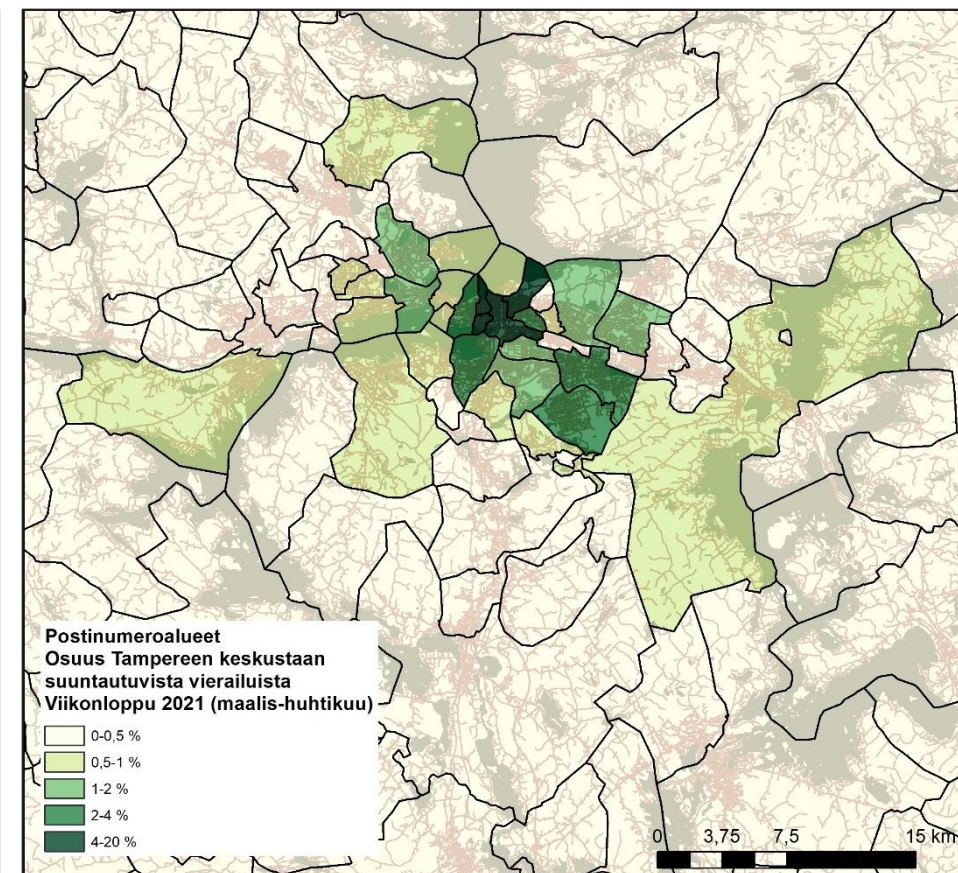 Postinumeroalueet
Osuus Tampereen keskustaan
suuntautuvista vierailuista
Viikonloppu 2021 (maalis-huhtikuu)
0-0,5 %
0,5-1 %
1-2 %
2-4 %
4-20 %
0 3,75 7,5 15 km